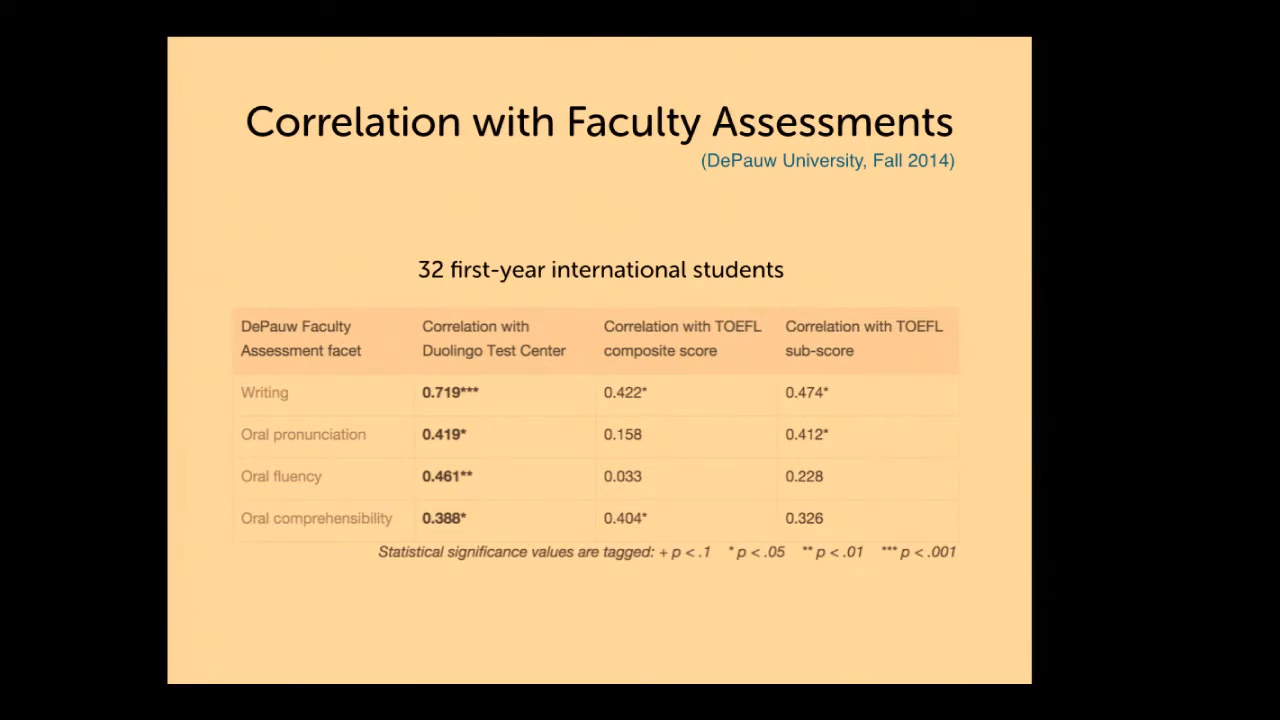 Correlation with Faculty Assessments
(DePauw University, Fall 2014)
32 first-year international students
DePauw Faculty Assessment facet | Correlation with Duolingo Test Center | Correlation with TOEFL composite score | Correlation with TOEFL sub-score
Writing | 0.719*** | 0.422* | 0.474*
Oral pronunciation | 0.419* | 0.158 | 0.412*
Oral fluency | 0.461** | 0.033 | 0.228
Oral comprehensibility | 0.388* | 0.404* | 0.326
Statistical significance values are tagged: + p < .1 * p < .05 ** p < .01 *** p < .001